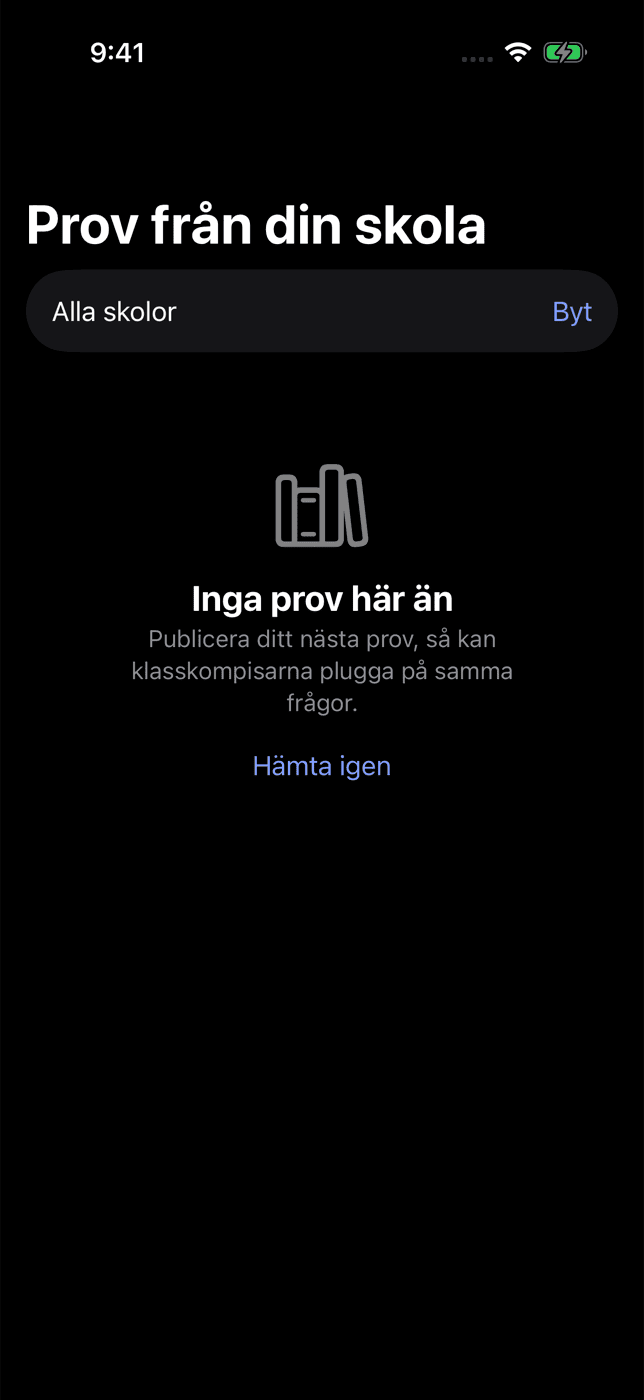 9:41
Prov från din skola
Alla skolor
Byt
Inga prov här än
Publicera ditt nästa prov, så kan
klasskompisarna plugga på samma
frågor.
Hämta igen